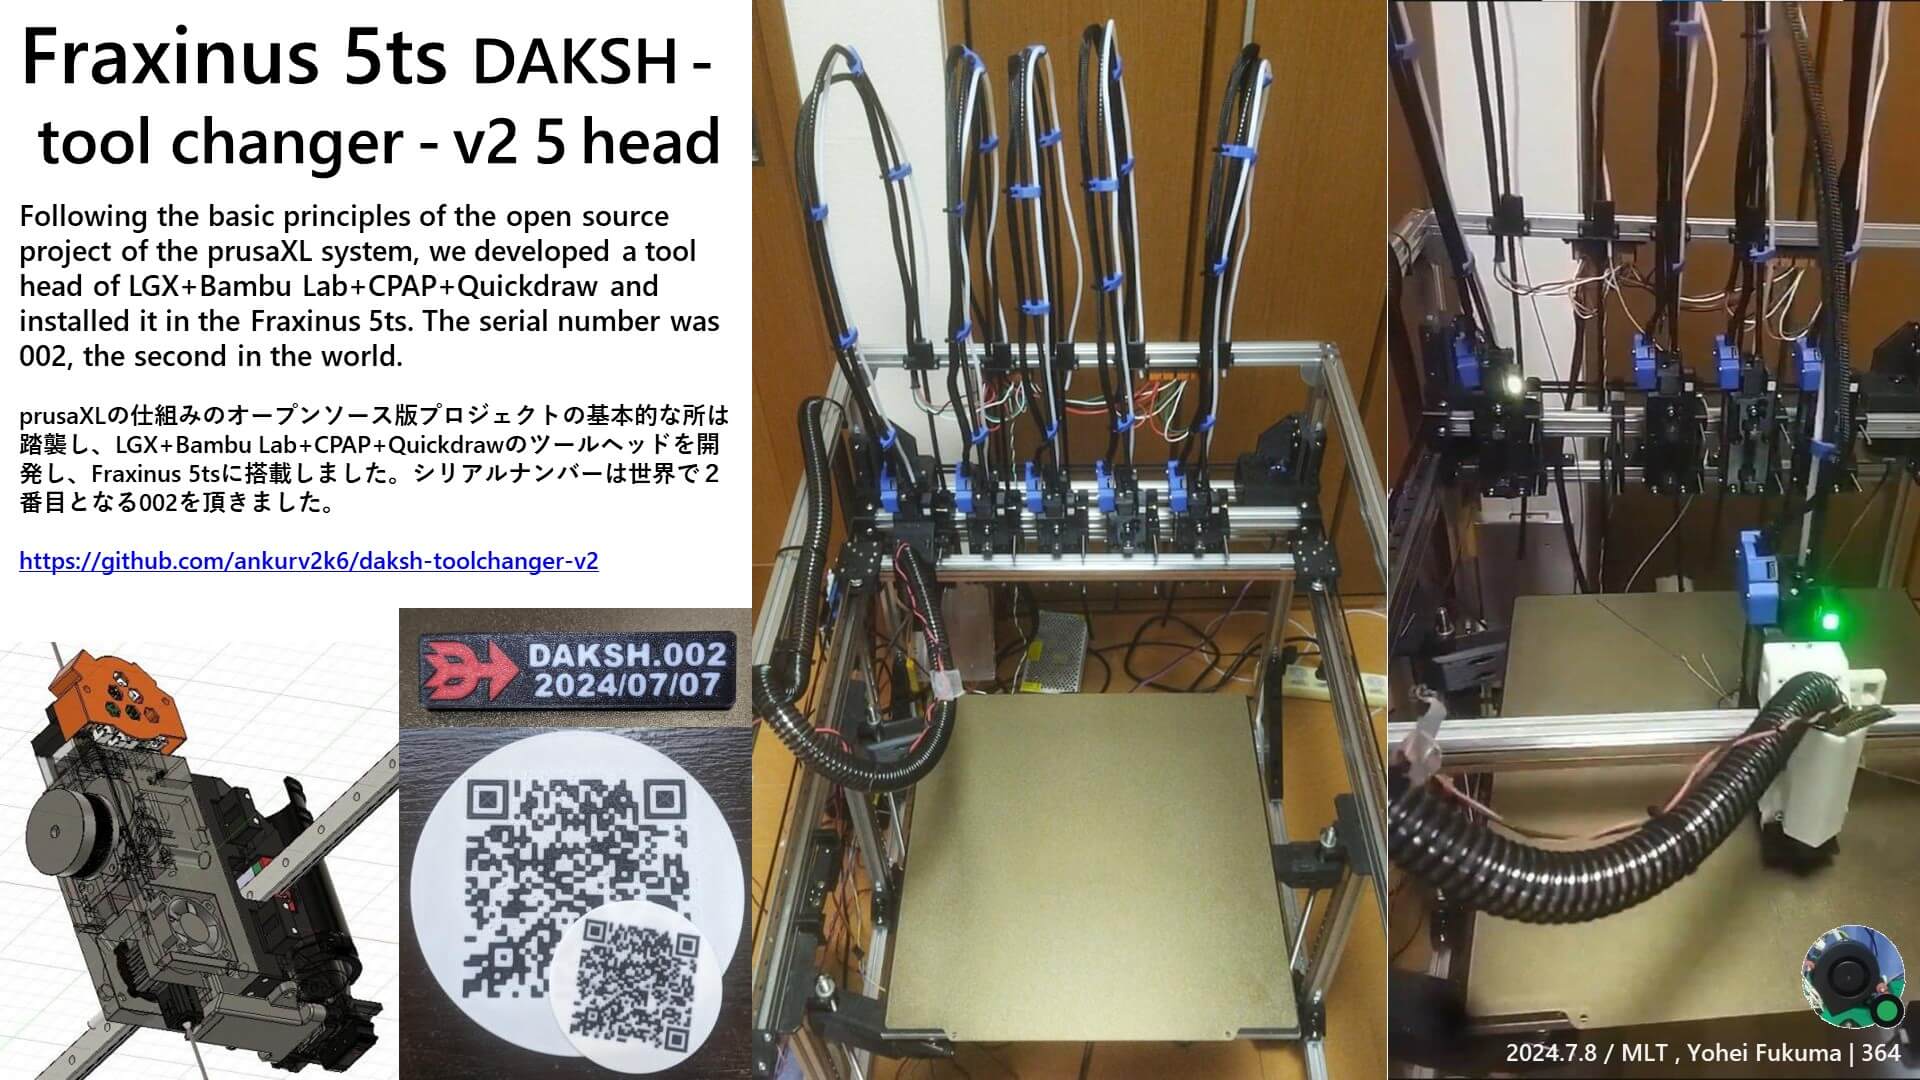 Fraxinus 5ts DAKSH -
tool changer - v2 5 head
Following the basic principles of the open source
project of the prusaXL system, we developed a tool
head of LGX+Bambu Lab+CPAP+Quickdraw and
installed it in the Fraxinus 5ts. The serial number was
002, the second in the world.
prusaXLの仕組みのオープンソース版プロジェクトの基本的な所は
踏襲し、LGX+Bambu Lab+CPAP+Quickdrawのツールヘッドを開
発し、Fraxinus 5tsに搭載しました。シリアルナンバーは世界で２
番目となる002を頂きました。
https://github.com/ankurv2k6/daksh-toolchanger-v2
DAKSH.002
2024/07/07
2024.7.8 / MLT , Yohei Fukuma | 364